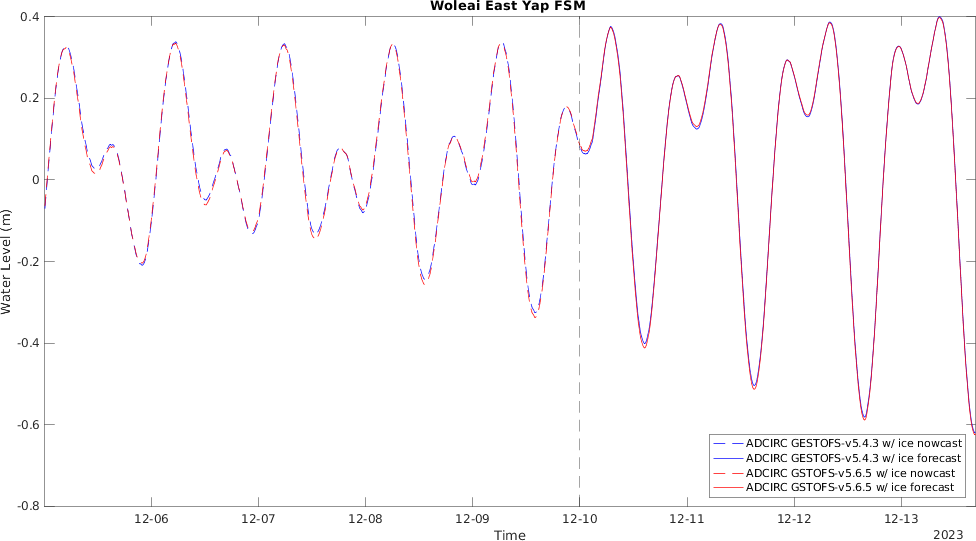 Woleai East Yap FSM
0.4
0.2
0
-0.2
-0.4
-0.6
-0.8
Water Level (m)
ADCIRC GESTOFS-v5.4.3 w/ ice nowcast
ADCIRC GESTOFS-v5.4.3 w/ ice forecast
ADCIRC GSTOFS-v5.6.5 w/ ice nowcast
ADCIRC GSTOFS-v5.6.5 w/ ice forecast
12-06 12-07 12-08 12-09 12-10 12-11 12-12 12-13
Time
2023